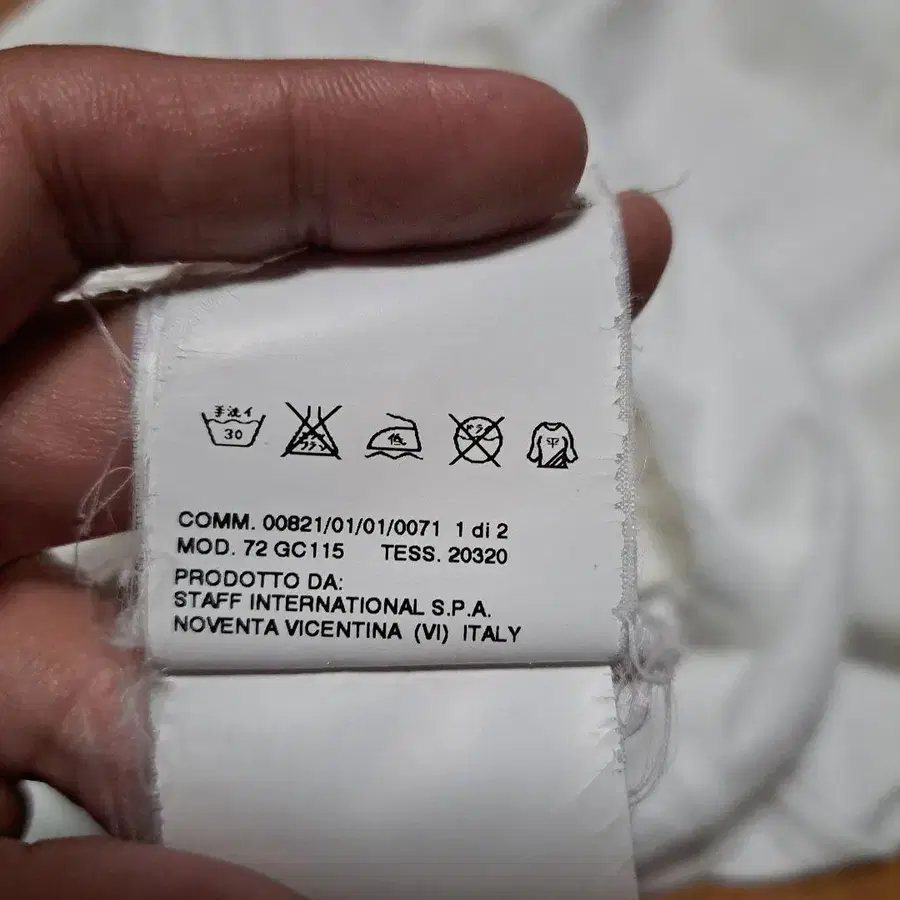 手洗イ
30
低
平
COMM. 00821/01/01/0071 1 di 2
MOD. 72 GC115 TESS. 20320
PRODOTTO DA:
STAFF INTERNATIONAL S.P.A.
NOVENTA VICENTINA (VI) ITALY